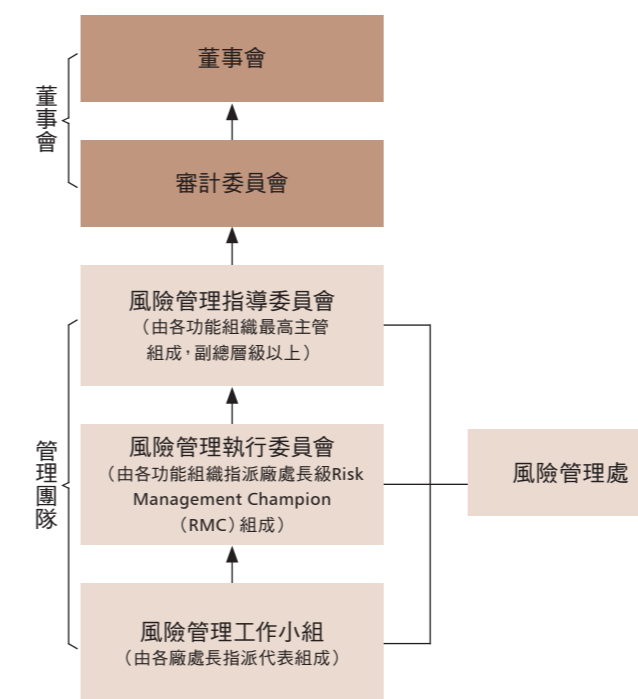 董事會
董事會
審計委員會
管理團隊
風險管理指導委員會
（由各功能組織最高主管
組成，副總層級以上）
風險管理執行委員會
（由各功能組織指派廠處長級Risk
Management Champion
（RMC）組成）
風險管理工作小組
（由各廠處長指派代表組成）
風險管理處